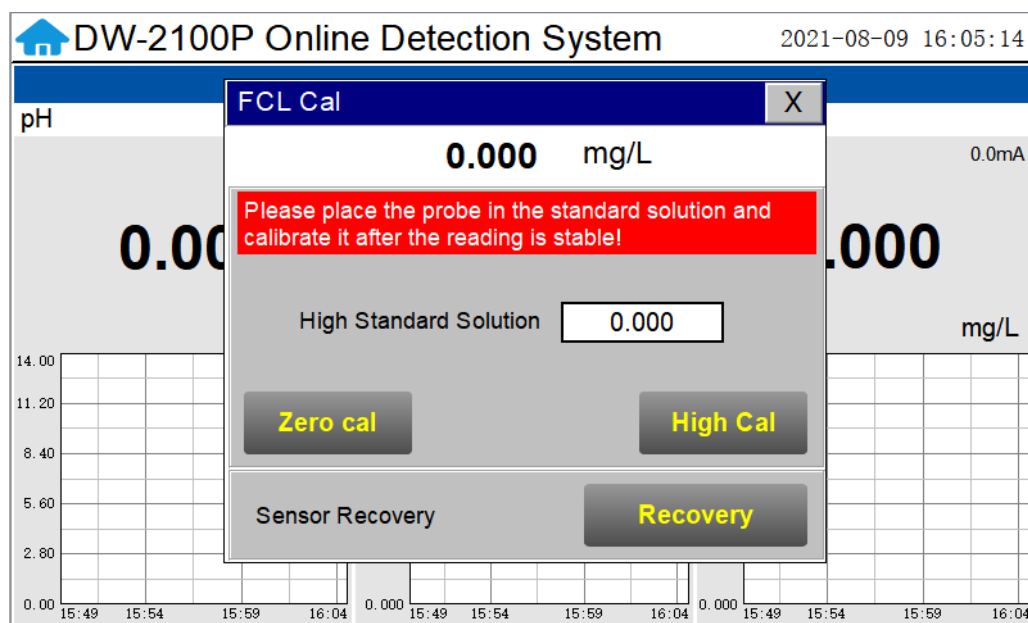 DW-2100P Online Detection System
2021-08-09 16:05:14
FCL Cal
X
pH
0.000 mg/L
0.0mA
Please place the probe in the standard solution and
calibrate it after the reading is stable!
0.00
.000
High Standard Solution
0.000
mg/L
14.00
11.20
Zero cal
High Cal
8.40
5.60
Sensor Recovery
Recovery
2.80
0.00
0.000
0.000
15:49 15:54 15:59 16:04
15:49 15:54 15:59 16:04
15:49 15:54 15:59 16:04